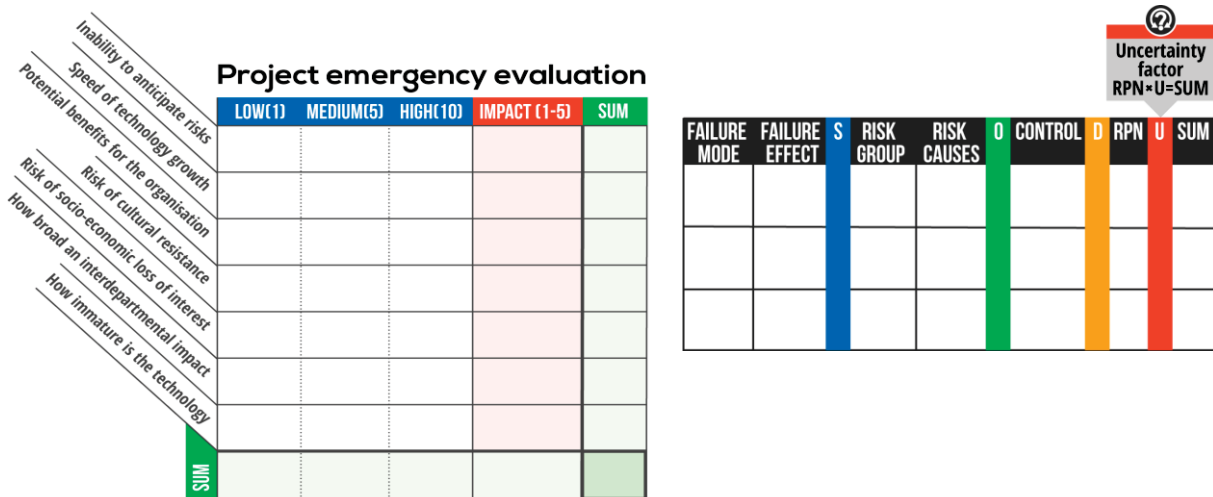 Project emergency evaluation
LOW(1) MEDIUM(5) HIGH(10) IMPACT (1-5) SUM
Inability to anticipate risks
Speed of technology growth
Potential benefits for the organisation
Risk of cultural resistance
Risk of socio-economic loss of interest
How broad an interdepartmental impact
How immature is the technology
SUM
?
Uncertainty
factor
RPN×U=SUM
FAILURE MODE FAILURE EFFECT S RISK GROUP RISK CAUSES O CONTROL D RPN U SUM